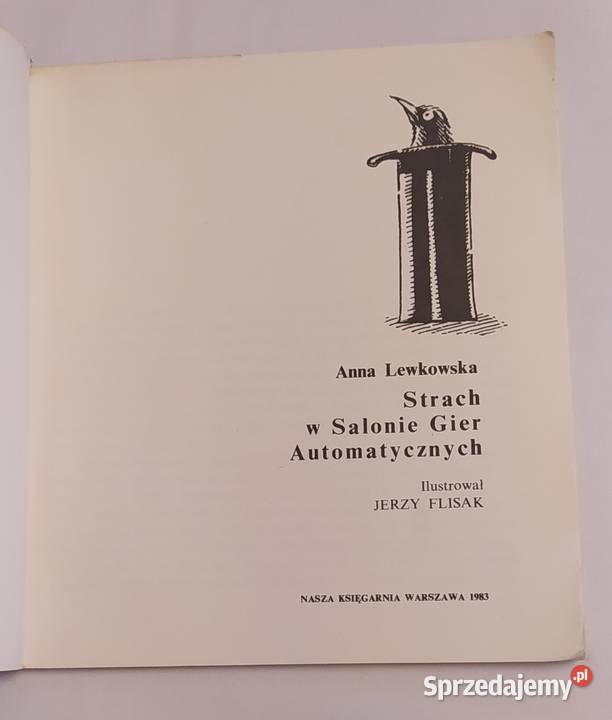 Anna Lewkowska
Strach
w Salonie Gier
Automatycznych
Ilustrował
JERZY FLISAK
NASZA KSIĘGARNIA WARSZAWA 1983
Sprzedajemy.pl